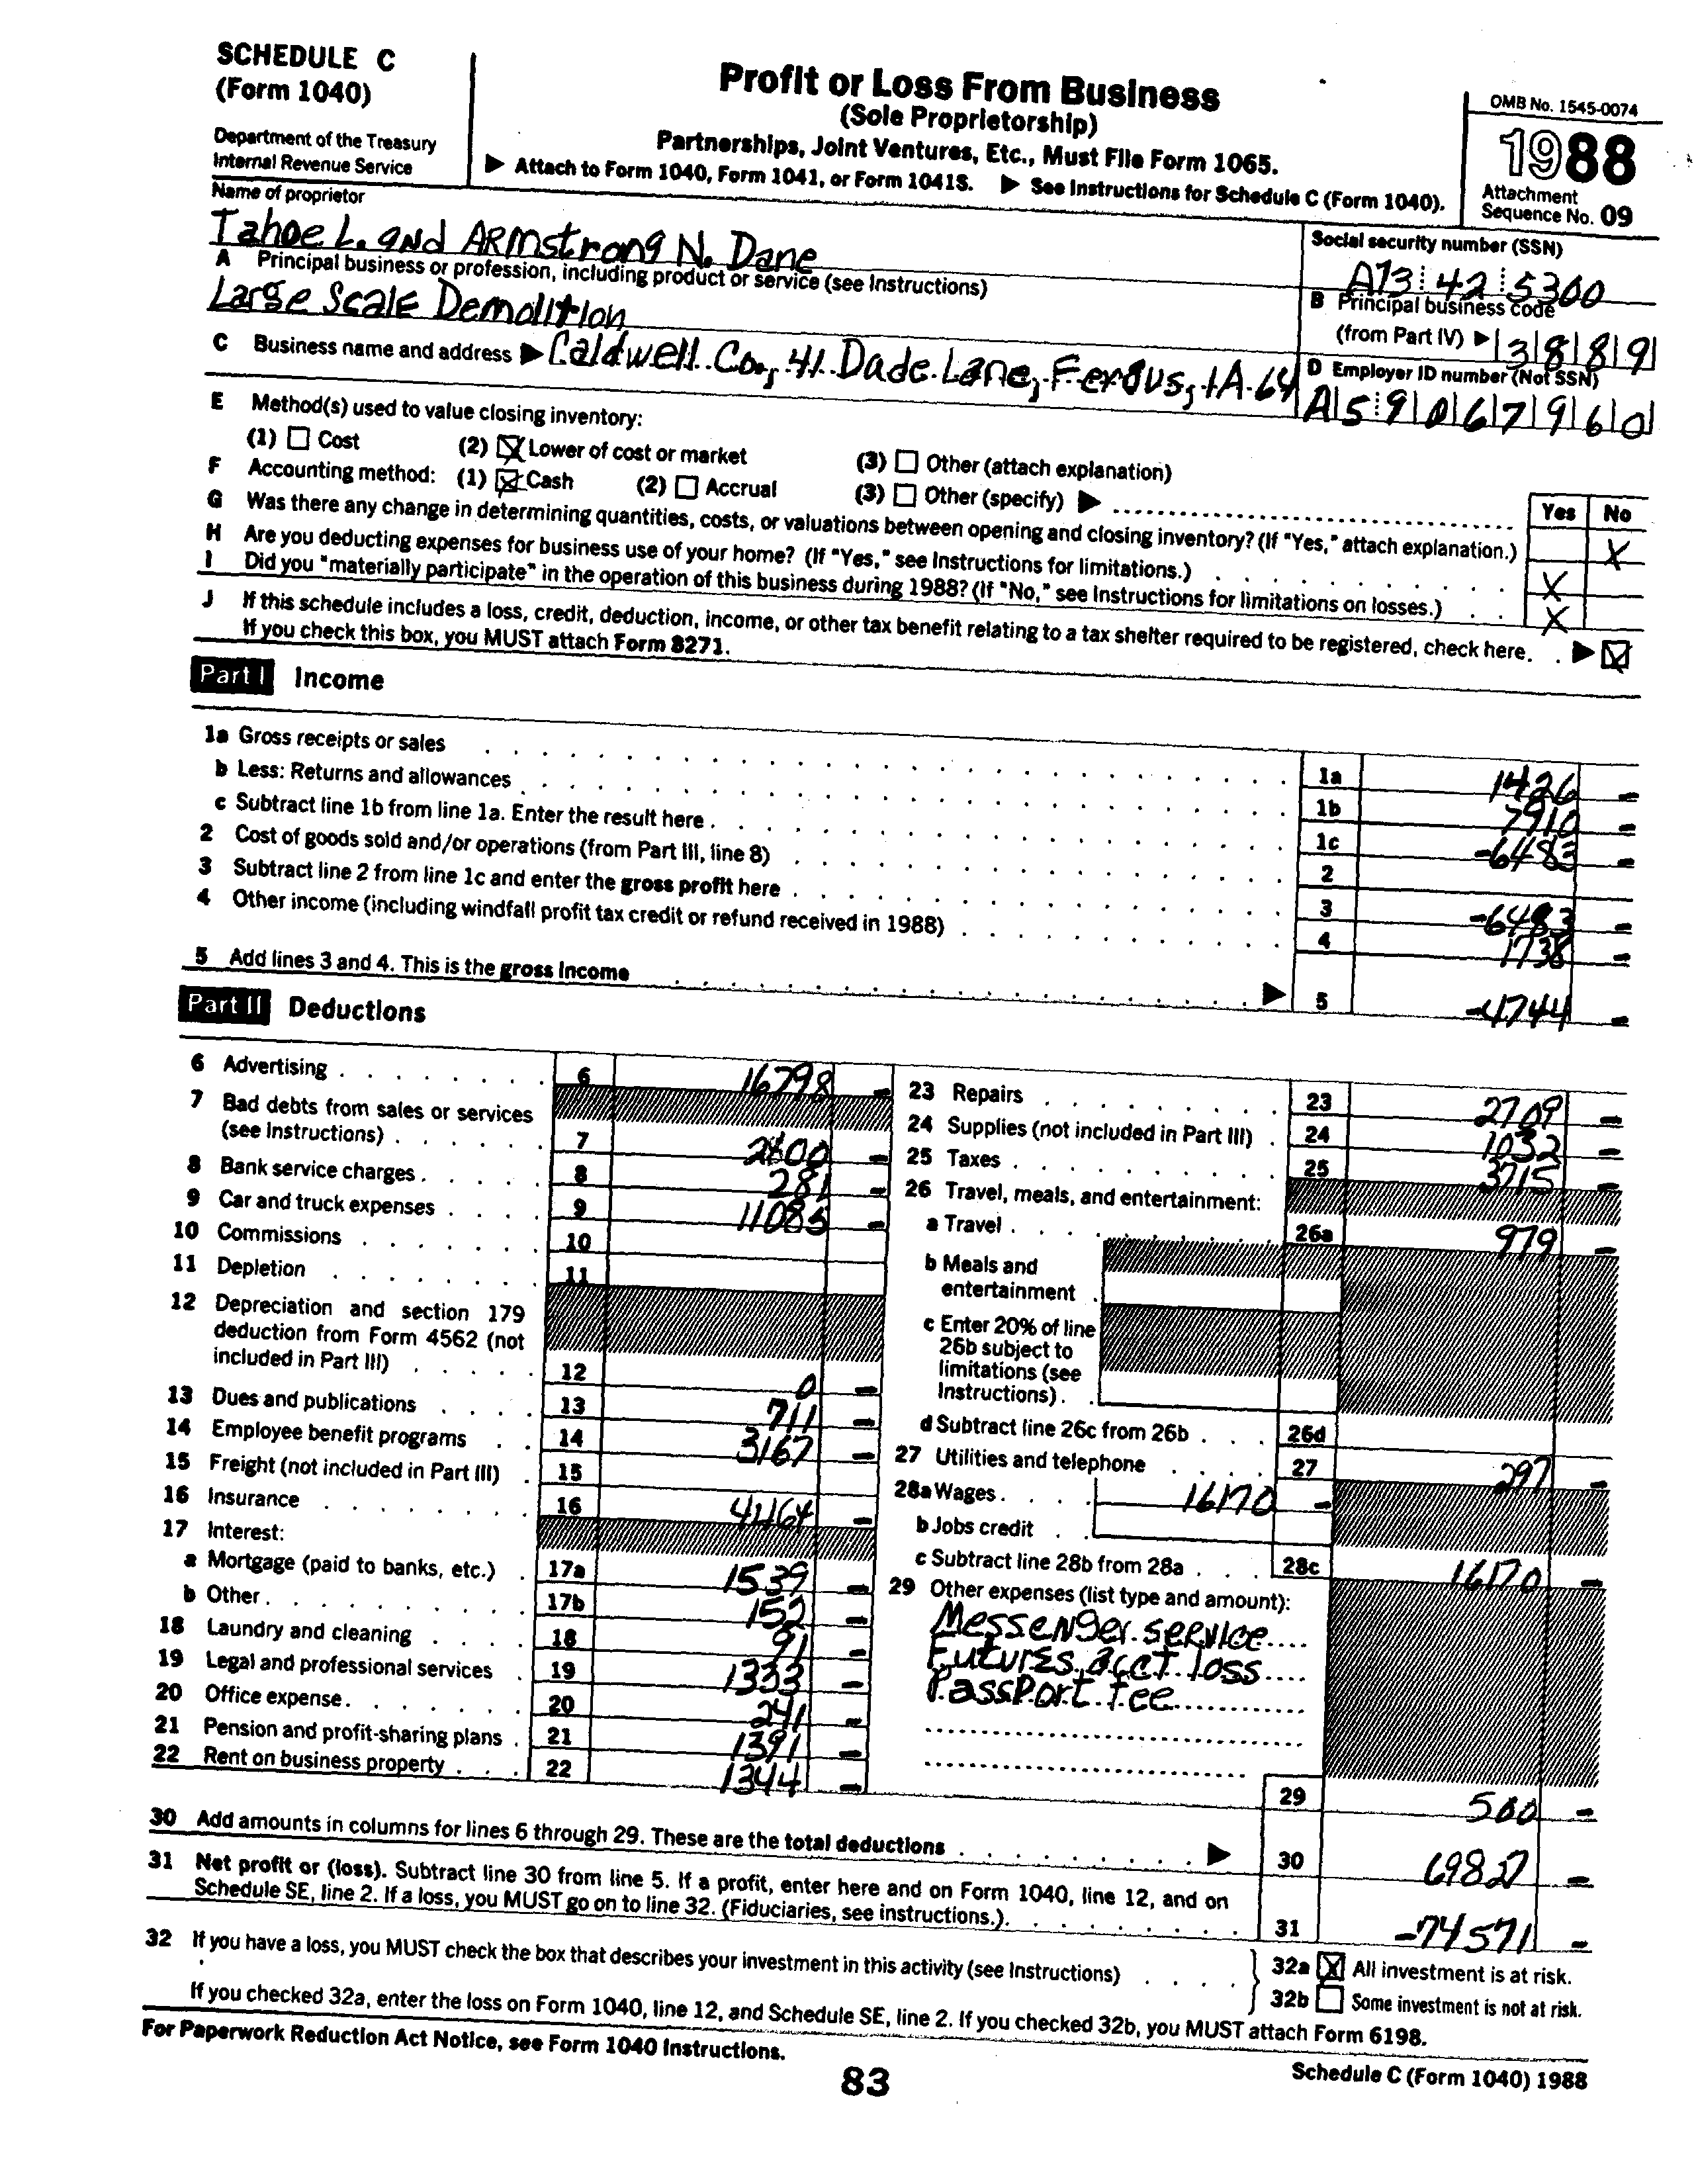 SCHEDULE C
(Form 1040)
Department of the Treasury
Internal Revenue Service
Profit or Loss From Business
(Sole Proprietorship)
Partnerships, Joint Ventures, Etc., Must File Form 1065.
▶ Attach to Form 1040, Form 1041, or Form 1041S. ▶ See Instructions for Schedule C (Form 1040).
OMB No. 1545-0074
1988
Attachment
Sequence No. 09
Name of proprietor
Tahoe L. and Armstrong N. Dane
Social security number (SSN)
A73 42 5300
A Principal business or profession, including product or service (see Instructions)
Large Scale Demolition
B Principal business code
(from Part IV) ▶ 3889
C Business name and address ▶ Caldwell Co., 41 Dade Lane, Fergus, IA 64
D Employer ID number (Not SSN)
A59067960
E Method(s) used to value closing inventory:
(1) Cost (2) X Lower of cost or market (3) Other (attach explanation)
F Accounting method: (1) X Cash (2) Accrual (3) Other (specify) ▶
Yes No
G Was there any change in determining quantities, costs, or valuations between opening and closing inventory? (If "Yes," attach explanation.) X
H Are you deducting expenses for business use of your home? (If "Yes," see Instructions for limitations.) X
I Did you "materially participate" in the operation of this business during 1988? (If "No," see Instructions for limitations on losses.) X
J If this schedule includes a loss, credit, deduction, income, or other tax benefit relating to a tax shelter required to be registered, check here. ▶ X
If you check this box, you MUST attach Form 8271.
Part I Income
1a Gross receipts or sales 1a 1426 –
b Less: Returns and allowances 1b 7910 –
c Subtract line 1b from line 1a. Enter the result here 1c -6483 –
2 Cost of goods sold and/or operations (from Part III, line 8) 2
3 Subtract line 2 from line 1c and enter the gross profit here 3 -6483 –
4 Other income (including windfall profit tax credit or refund received in 1988) 4 1738 –
5 Add lines 3 and 4. This is the gross income ▶ 5 -4744 –
Part II Deductions
6 Advertising 6 16798 –
7 Bad debts from sales or services
(see Instructions) 7 2800 –
8 Bank service charges 8 281 –
9 Car and truck expenses 9 11085 –
10 Commissions 10
11 Depletion 11
12 Depreciation and section 179
deduction from Form 4562 (not
included in Part III) 12 0 –
13 Dues and publications 13 711 –
14 Employee benefit programs 14 3167 –
15 Freight (not included in Part III) 15
16 Insurance 16 4464 –
17 Interest:
a Mortgage (paid to banks, etc.) 17a 1539 –
b Other 17b 152 –
18 Laundry and cleaning 18 91 –
19 Legal and professional services 19 1333 –
20 Office expense 20 241 –
21 Pension and profit-sharing plans 21 1391 –
22 Rent on business property 22 1344 –
23 Repairs 23 2709 –
24 Supplies (not included in Part III) 24 1032 –
25 Taxes 25 3715 –
26 Travel, meals, and entertainment:
a Travel 26a 979 –
b Meals and
entertainment
c Enter 20% of line
26b subject to
limitations (see
Instructions)
d Subtract line 26c from 26b 26d
27 Utilities and telephone 27 297 –
28a Wages 16170 –
b Jobs credit
c Subtract line 28b from 28a 28c 16170 –
29 Other expenses (list type and amount):
Messenger service
Futures acct loss
Passport fee
29 500 –
30 Add amounts in columns for lines 6 through 29. These are the total deductions ▶ 30 69827 –
31 Net profit or (loss). Subtract line 30 from line 5. If a profit, enter here and on Form 1040, line 12, and on
Schedule SE, line 2. If a loss, you MUST go on to line 32. (Fiduciaries, see instructions.) 31 -74571 –
32 If you have a loss, you MUST check the box that describes your investment in this activity (see Instructions)
32a X All investment is at risk.
32b Some investment is not at risk.
If you checked 32a, enter the loss on Form 1040, line 12, and Schedule SE, line 2. If you checked 32b, you MUST attach Form 6198.
For Paperwork Reduction Act Notice, see Form 1040 Instructions.
83
Schedule C (Form 1040) 1988